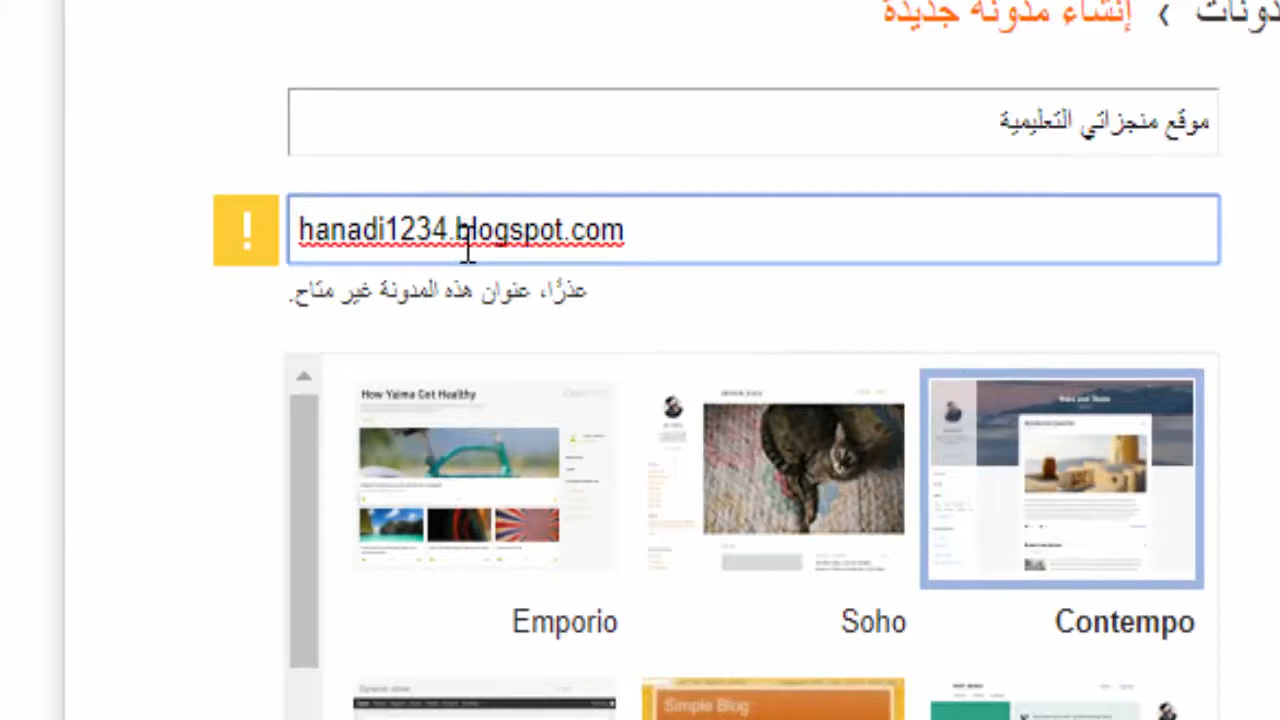 إنشاء مدونة جديدة ‹
موقع منجزاتي التعليمية
hanadi1234.blogspot.com
عذرًا، عنوان هذه المدونة غير متاح.
How Yaima Got Healthy
Emporio
Soho
Contempo
Simple Blog